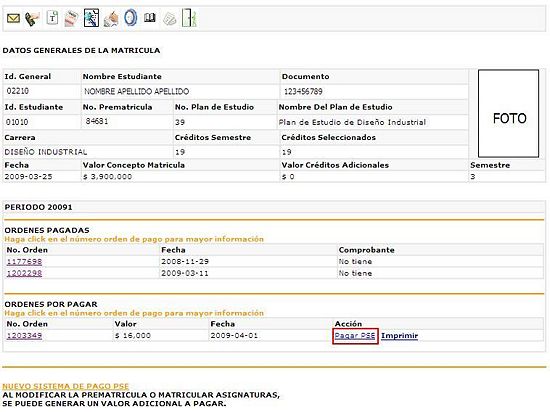 DATOS GENERALES DE LA MATRICULA
Id. General Nombre Estudiante Documento
02210 NOMBRE APELLIDO APELLIDO 123456789
Id. Estudiante No. Prematricula No. Plan de Estudio Nombre Del Plan de Estudio
01010 84681 39 Plan de Estudio de Diseño Industrial
FOTO
Carrera Créditos Semestre Créditos Seleccionados
DISEÑO INDUSTRIAL 19 19
Fecha Valor Concepto Matricula Valor Créditos Adicionales Semestre
2009-03-25 $ 3,900,000 $ 0 3
PERIODO 20091
ORDENES PAGADAS
Haga click en el número orden de pago para mayor información
No. Orden Fecha Comprobante
1177698 2008-11-29 No tiene
1202298 2009-03-11 No tiene
ORDENES POR PAGAR
Haga click en el número orden de pago para mayor información
No. Orden Valor Fecha Acción
1203349 $ 16,000 2009-04-01 Pagar PSE Imprimir
NUEVO SISTEMA DE PAGO PSE
AL MODIFICAR LA PREMATRICULA O MATRICULAR ASIGNATURAS,
SE PUEDE GENERAR UN VALOR ADICIONAL A PAGAR.